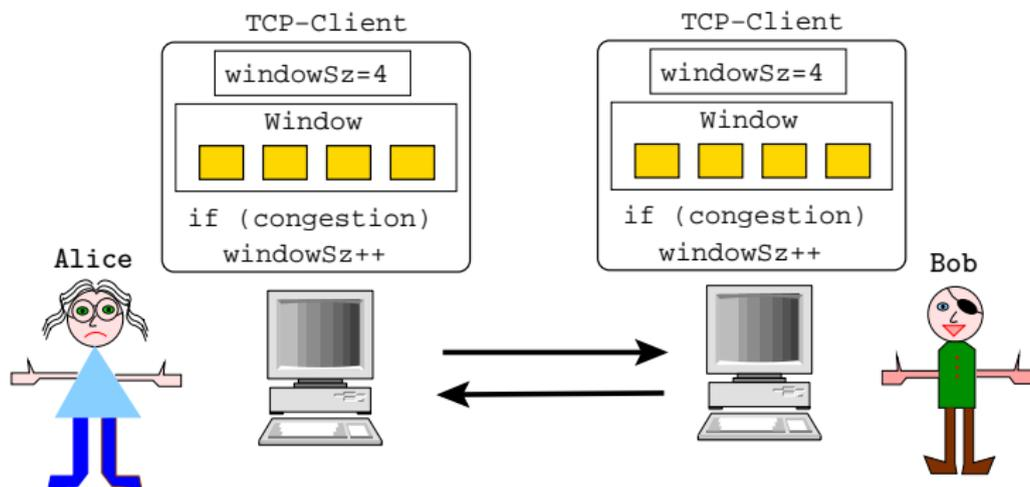 TCP-Client
windowSz=4
Window
if (congestion)
windowSz++
Alice
TCP-Client
windowSz=4
Window
if (congestion)
windowSz++
Bob